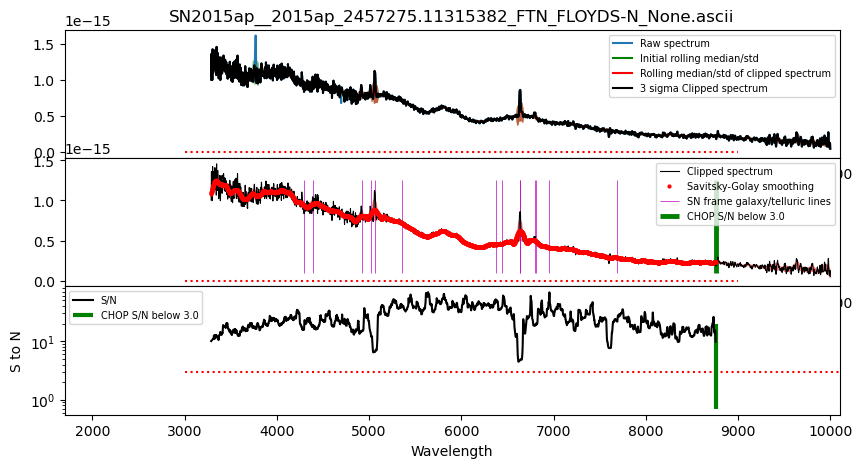 SN2015ap__2015ap_2457275.11315382_FTN_FLOYDS-N_None.ascii
1e−15
1.5
1.0
0.5
0.0
Raw spectrum
Initial rolling median/std
Rolling median/std of clipped spectrum
3 sigma Clipped spectrum
1e−15
1.5
1.0
0.5
0.0
Clipped spectrum
Savitsky-Golay smoothing
SN frame galaxy/telluric lines
CHOP S/N below 3.0
S to N
10¹
10⁰
S/N
CHOP S/N below 3.0
2000 3000 4000 5000 6000 7000 8000 9000 10000
Wavelength